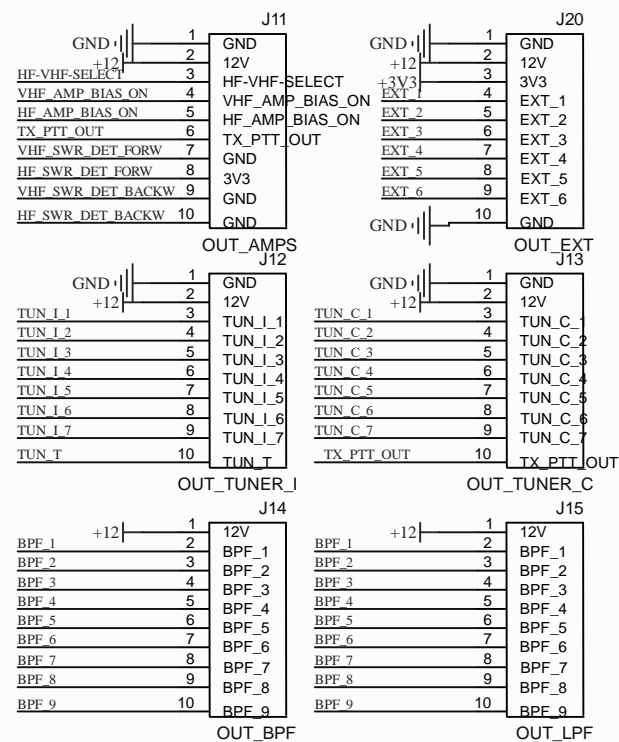 J11
GND 1 GND
+12 2 12V
HF-VHF-SELECT 3 HF-VHF-SELECT
VHF_AMP_BIAS_ON 4 VHF_AMP_BIAS_ON
HF_AMP_BIAS_ON 5 HF_AMP_BIAS_ON
TX_PTT_OUT 6 TX_PTT_OUT
VHF_SWR_DET_FORW 7 GND
HF_SWR_DET_FORW 8 3V3
VHF_SWR_DET_BACKW 9 GND
HF_SWR_DET_BACKW 10 GND
OUT_AMPS
J20
GND 1 GND
+12 2 12V
+3V3 3 3V3
EXT_1 4 EXT_1
EXT_2 5 EXT_2
EXT_3 6 EXT_3
EXT_4 7 EXT_4
EXT_5 8 EXT_5
EXT_6 9 EXT_6
GND 10 GND
OUT_EXT
J12
GND 1 GND
+12 2 12V
TUN_I_1 3 TUN_I_1
TUN_I_2 4 TUN_I_2
TUN_I_3 5 TUN_I_3
TUN_I_4 6 TUN_I_4
TUN_I_5 7 TUN_I_5
TUN_I_6 8 TUN_I_6
TUN_I_7 9 TUN_I_7
TUN_T 10 TUN_T
OUT_TUNER_I
J13
GND 1 GND
+12 2 12V
TUN_C_1 3 TUN_C_1
TUN_C_2 4 TUN_C_2
TUN_C_3 5 TUN_C_3
TUN_C_4 6 TUN_C_4
TUN_C_5 7 TUN_C_5
TUN_C_6 8 TUN_C_6
TUN_C_7 9 TUN_C_7
TX_PTT_OUT 10 TX_PTT_OUT
OUT_TUNER_C
J14
+12 1 12V
BPF_1 2 BPF_1
BPF_2 3 BPF_2
BPF_3 4 BPF_3
BPF_4 5 BPF_4
BPF_5 6 BPF_5
BPF_6 7 BPF_6
BPF_7 8 BPF_7
BPF_8 9 BPF_8
BPF_9 10 BPF_9
OUT_BPF
J15
+12 1 12V
BPF_1 2 BPF_1
BPF_2 3 BPF_2
BPF_3 4 BPF_3
BPF_4 5 BPF_4
BPF_5 6 BPF_5
BPF_6 7 BPF_6
BPF_7 8 BPF_7
BPF_8 9 BPF_8
BPF_9 10 BPF_9
OUT_LPF